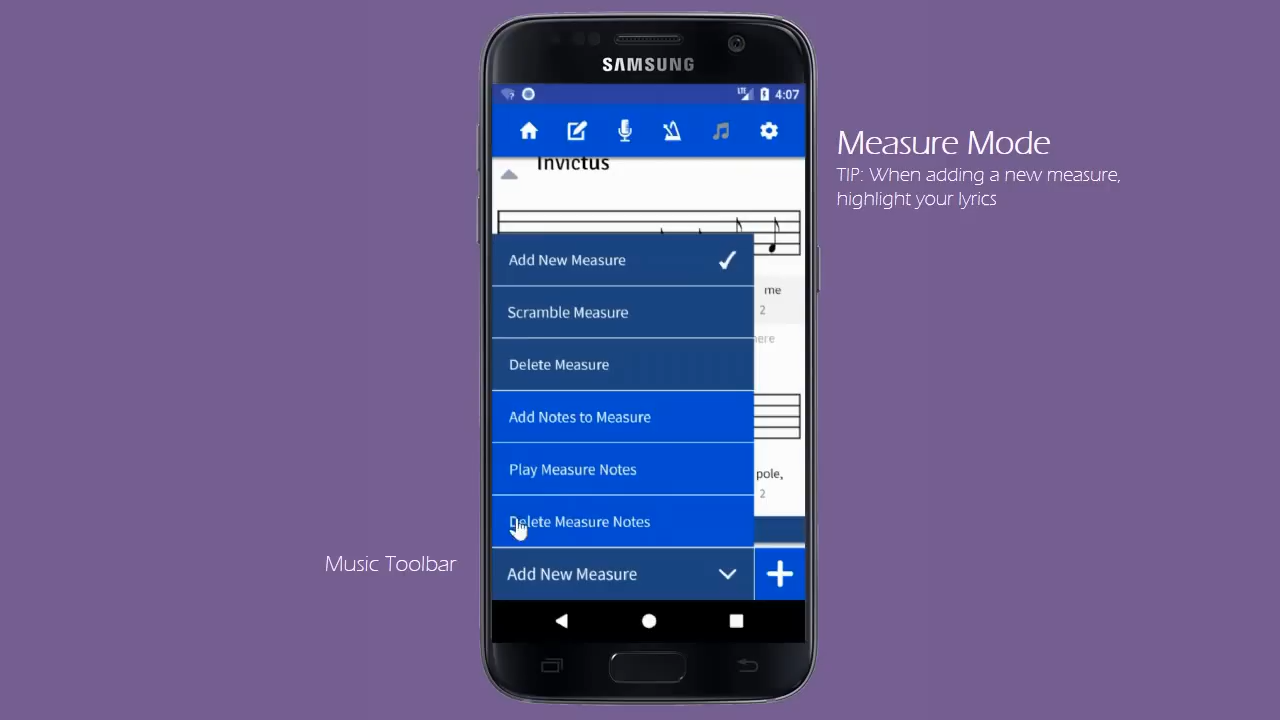 SAMSUNG
LTE 4:07
Invictus
Measure Mode
TIP: When adding a new measure,
highlight your lyrics
Add New Measure
me
2
Scramble Measure
here
Delete Measure
Add Notes to Measure
Play Measure Notes
pole,
2
Delete Measure Notes
Music Toolbar
Add New Measure